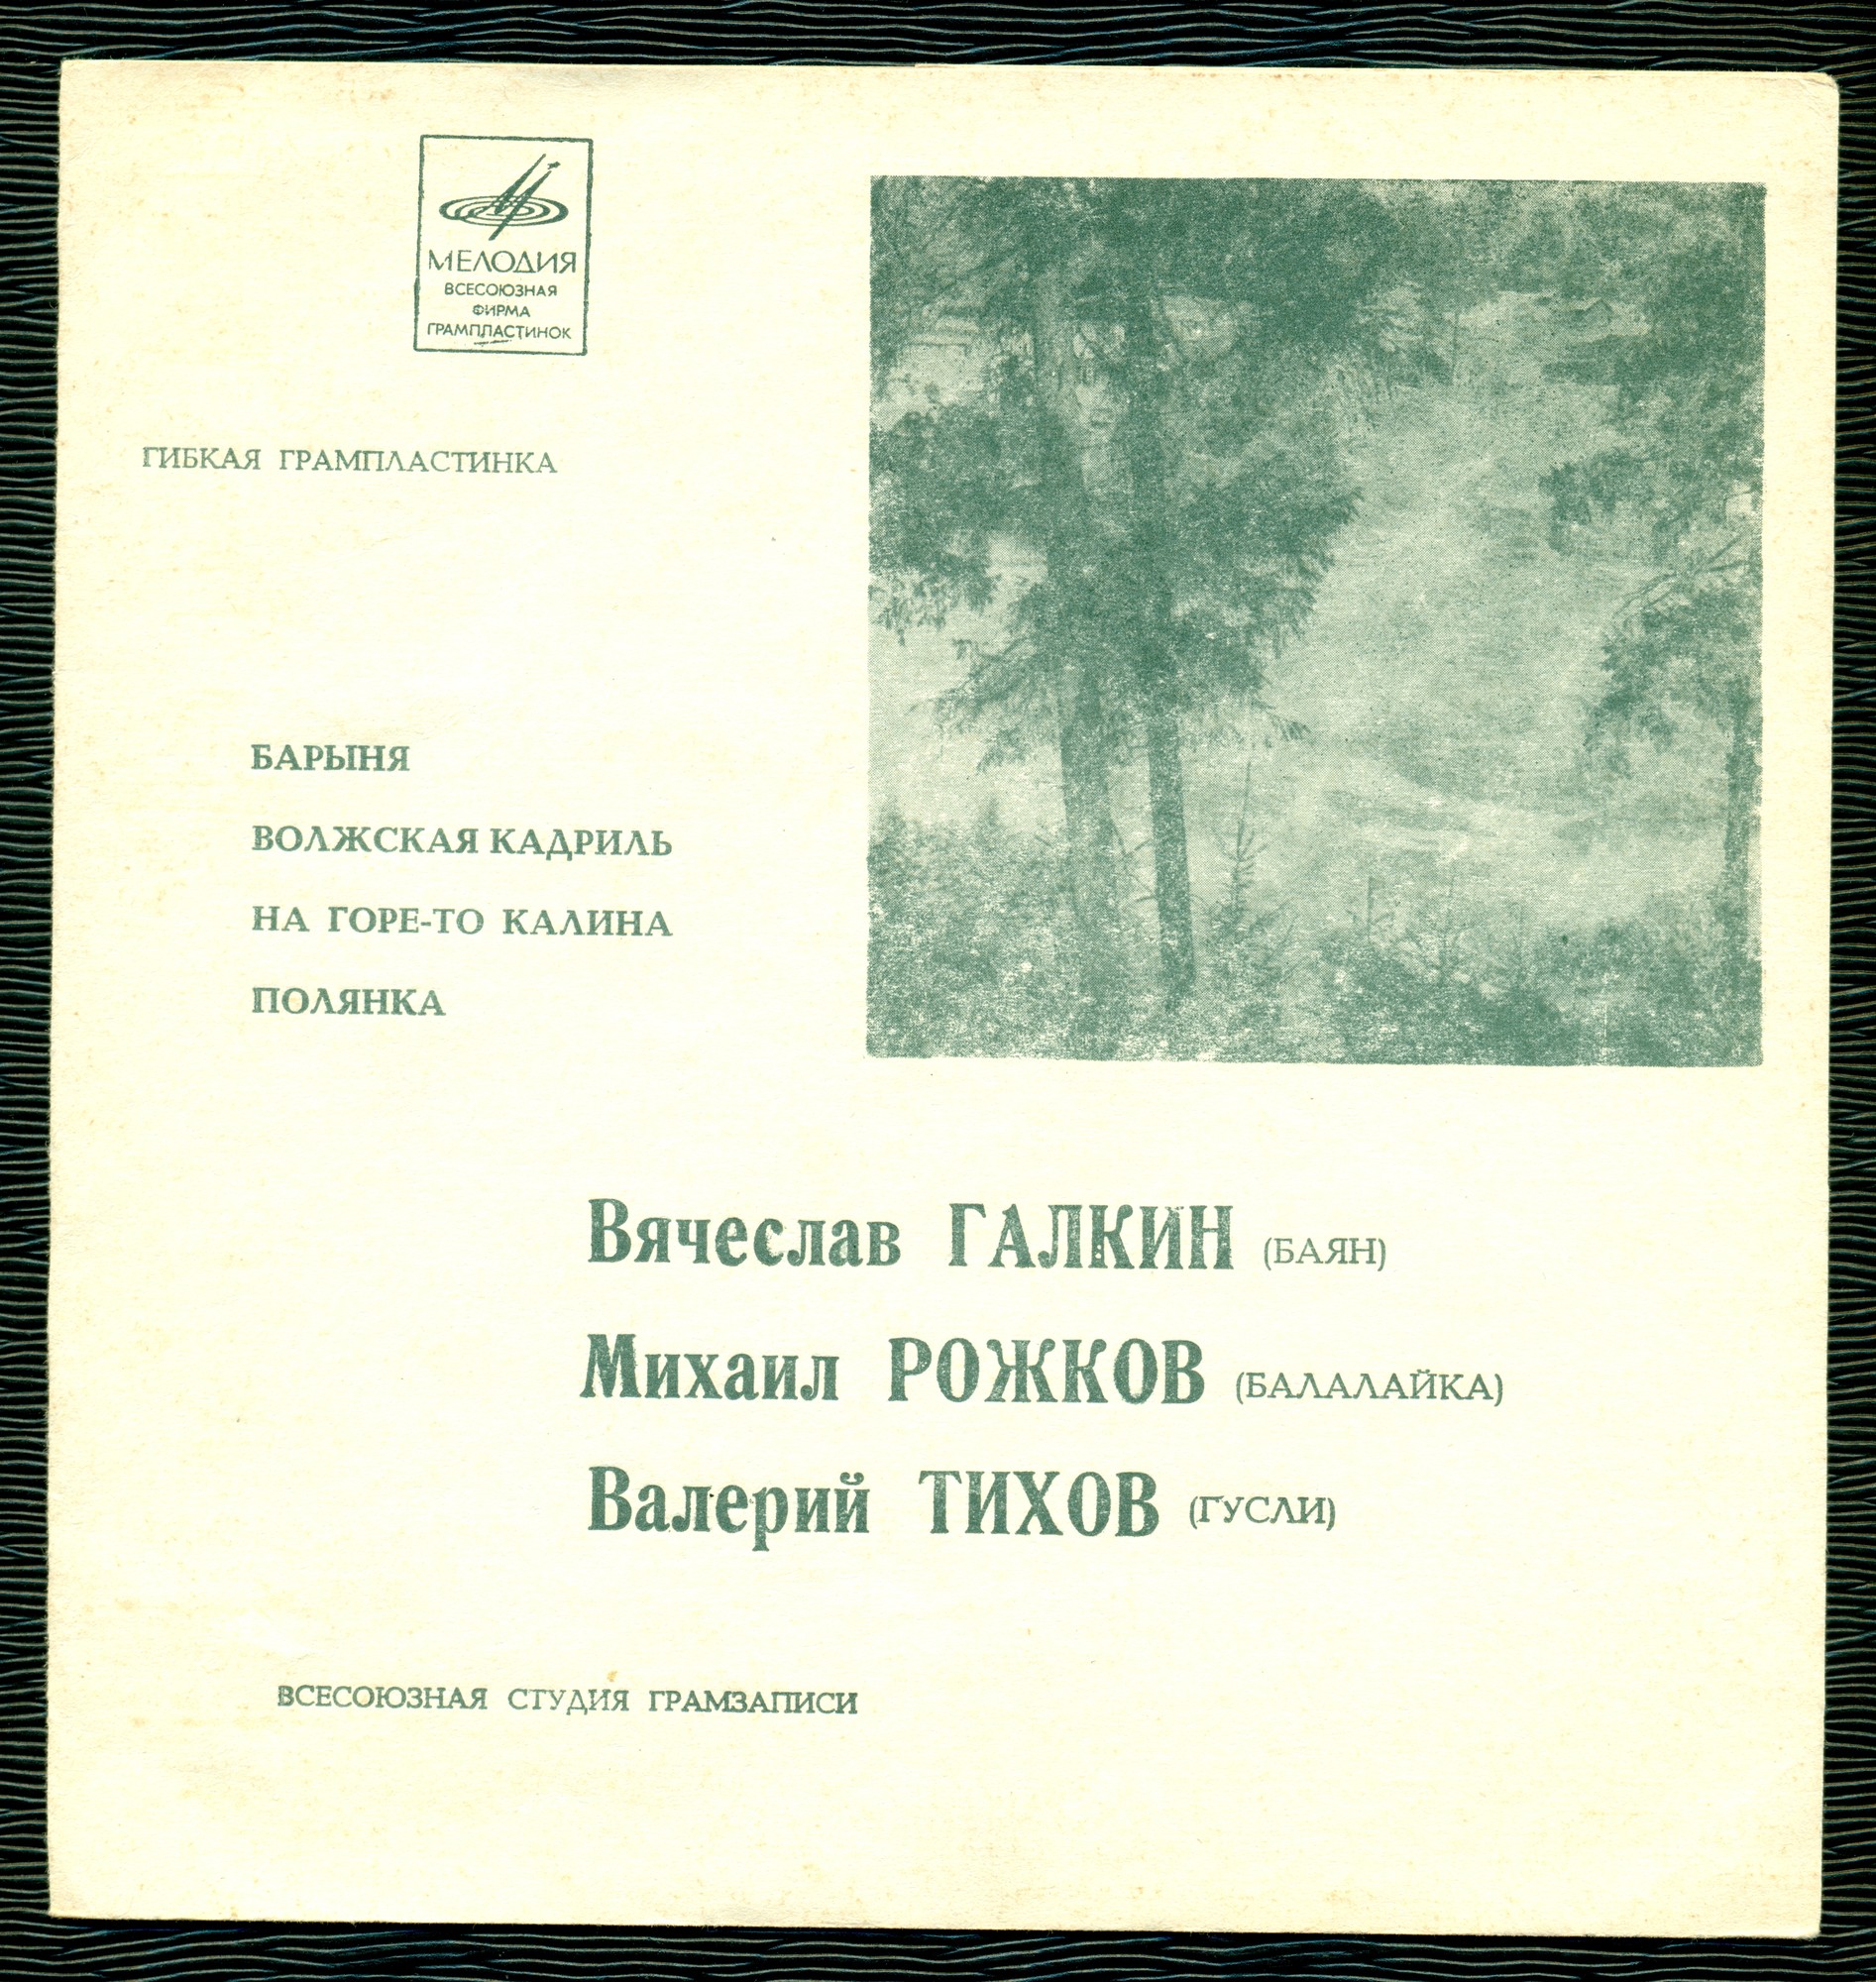 МЕЛОДИЯ
ВСЕСОЮЗНАЯ
ФИРМА
ГРАМПЛАСТИНОК
ГИБКАЯ ГРАМПЛАСТИНКА
БАРЫНЯ
ВОЛЖСКАЯ КАДРИЛЬ
НА ГОРЕ-ТО КАЛИНА
ПОЛЯНКА
Вячеслав ГАЛКИН (БАЯН)
Михаил РОЖКОВ (БАЛАЛАЙКА)
Валерий ТИХОВ (ГУСЛИ)
ВСЕСОЮЗНАЯ СТУДИЯ ГРАМЗАПИСИ